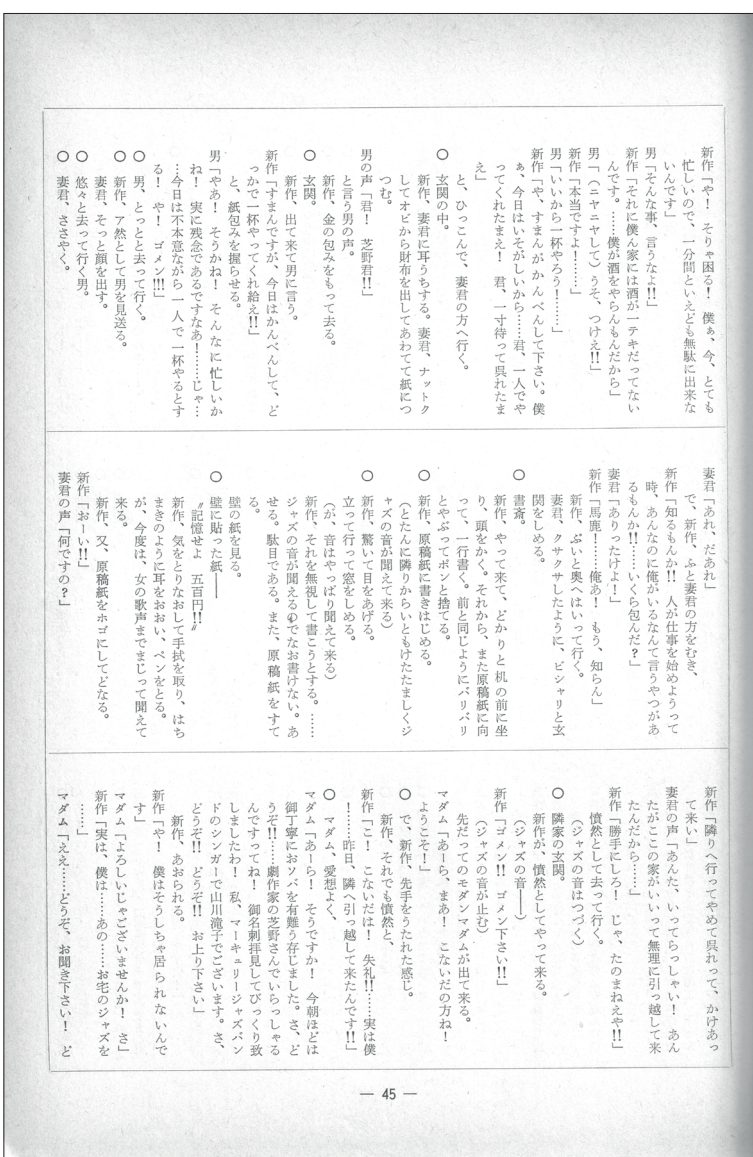 新作「や！　そりゃ困る！　僕ぁ、今、とても
忙しいので、一分間といえども無駄に出来な
いんです」
男「そんな事、言うなよ!!」
新作「それに僕ん家には酒が一テキだってない
んです。……僕が酒をやらんもんだから」
男「（ニヤニヤして）うそ、つけえ!!」
新作「本当ですよ！……」
男「いいから一杯やろう！……」
新作「や、すまんがかんべんして下さい。僕
ぁ、今日はいそがしいから……君、一人でや
ってくれたまえ！　君、一寸待って呉れたま
え」
と、ひっこんで、妻君の方へ行く。
○　玄関の中。
新作、妻君に耳うちする。妻君、ナットク
してオビから財布を出してあわてて紙につ
つむ。
男の声「君！　芝野君!!」
と言う男の声。
新作、金の包みをもって去る。
○　玄関。
新作、出て来て男に言う。
新作「すまんですが、今日はかんべんして、ど
っかで一杯やってくれ給え!!」
と、紙包みを握らせる。
男「やあ！　そうかね！　そんなに忙しいか
ね！　実に残念であるですなあ！……じゃ…
…今日は不本意ながら一人で一杯やるとす
る！　や！　ゴメン!!!」
○　男、とっとと去って行く。
○　新作、ア然として男を見送る。
妻君、そっと顔を出す。
○　悠々と去って行く男。
○　妻君、ささやく。
妻君「あれ、だあれ」
で、新作、ふと妻君の方をむき、
新作「知るもんか!!　人が仕事を始めようって
時、あんなのに俺がいるなんて言うやつがあ
るもんか!!……いくら包んだ？」
妻君「ありったけよ！」
新作「馬鹿！……俺あ！　もう、知らん」
新作、ぷいと奥へはいって行く。
妻君、クサクサしたように、ピシャリと玄
関をしめる。
○　書斎。
新作、やって来て、どかりと机の前に坐
り、頭をかく。それから、また原稿紙に向
って、一行書く。前と同じようにバリバリ
とやぶってポンと捨てる。
○　新作、原稿紙に書きはじめる。
（とたんに隣りからいともけたたましくジ
ャズの音が聞えて来る）
○　新作、驚いて目をあげる。
立って行って窓をしめる。
（が、音はやっぱり聞えて来る）
新作、それを無視して書こうとする。……
ジャズの音が聞えるのでなお書けない。あ
せる。駄目である。また、原稿紙をすて
る。
壁の紙を見る。
○　壁に貼った紙――
〝記憶せよ　五百円!!〟
新作、気をとりなおして手拭を取り、はち
まきのように耳をおおい、ペンをとる。
が、今度は、女の歌声までまじって聞えて
来る。
新作、又、原稿紙をホゴにしてどなる。
新作「おーい!!」
妻君の声「何ですの？」
新作「隣りへ行ってやめて呉れって、かけあっ
て来い」
妻君の声「あんた、いってらっしゃい！　あん
たがここの家がいいって無理に引っ越して来
たんだから……」
新作「勝手にしろ！　じゃ、たのまねえや!!」
憤然として去って行く。
（ジャズの音はつづく）
○　隣家の玄関。
新作が、憤然としてやって来る。
（ジャズの音――）
新作「ゴメン!!　ゴメン下さい!!」
（ジャズの音が止む）
先だってのモダンマダムが出て来る。
マダム「あーら、まあ！　こないだの方ね！
ようこそ！」
○　で、新作、先手をうたれた感じ。
新作、それでも憤然と、
新作「こ！　こないだは！　失礼!!……実は僕
！……昨日、隣へ引っ越して来たんです!!」
○　マダム、愛想よく、
マダム「あーら！　そうですか！　今朝ほどは
御丁寧におソバを有難う存じました。さ、ど
うぞ!!……劇作家の芝野さんでいらっしゃる
んですってね！　御名刺拝見してびっくり致
しましたわ！　私、マーキュリージャズバン
ドのシンガーで山川滝子でございます。さ、
どうぞ!!　どうぞ!!　お上り下さい」
新作、あおられる。
新作「や！　僕はそうしちゃ居られないんで
す」
マダム「よろしいじゃございませんか！　さ」
新作「実は、僕は……あの……お宅のジャズを
……」
マダム「ええ……どうぞ、お聞き下さい！　ど
― 45 ―